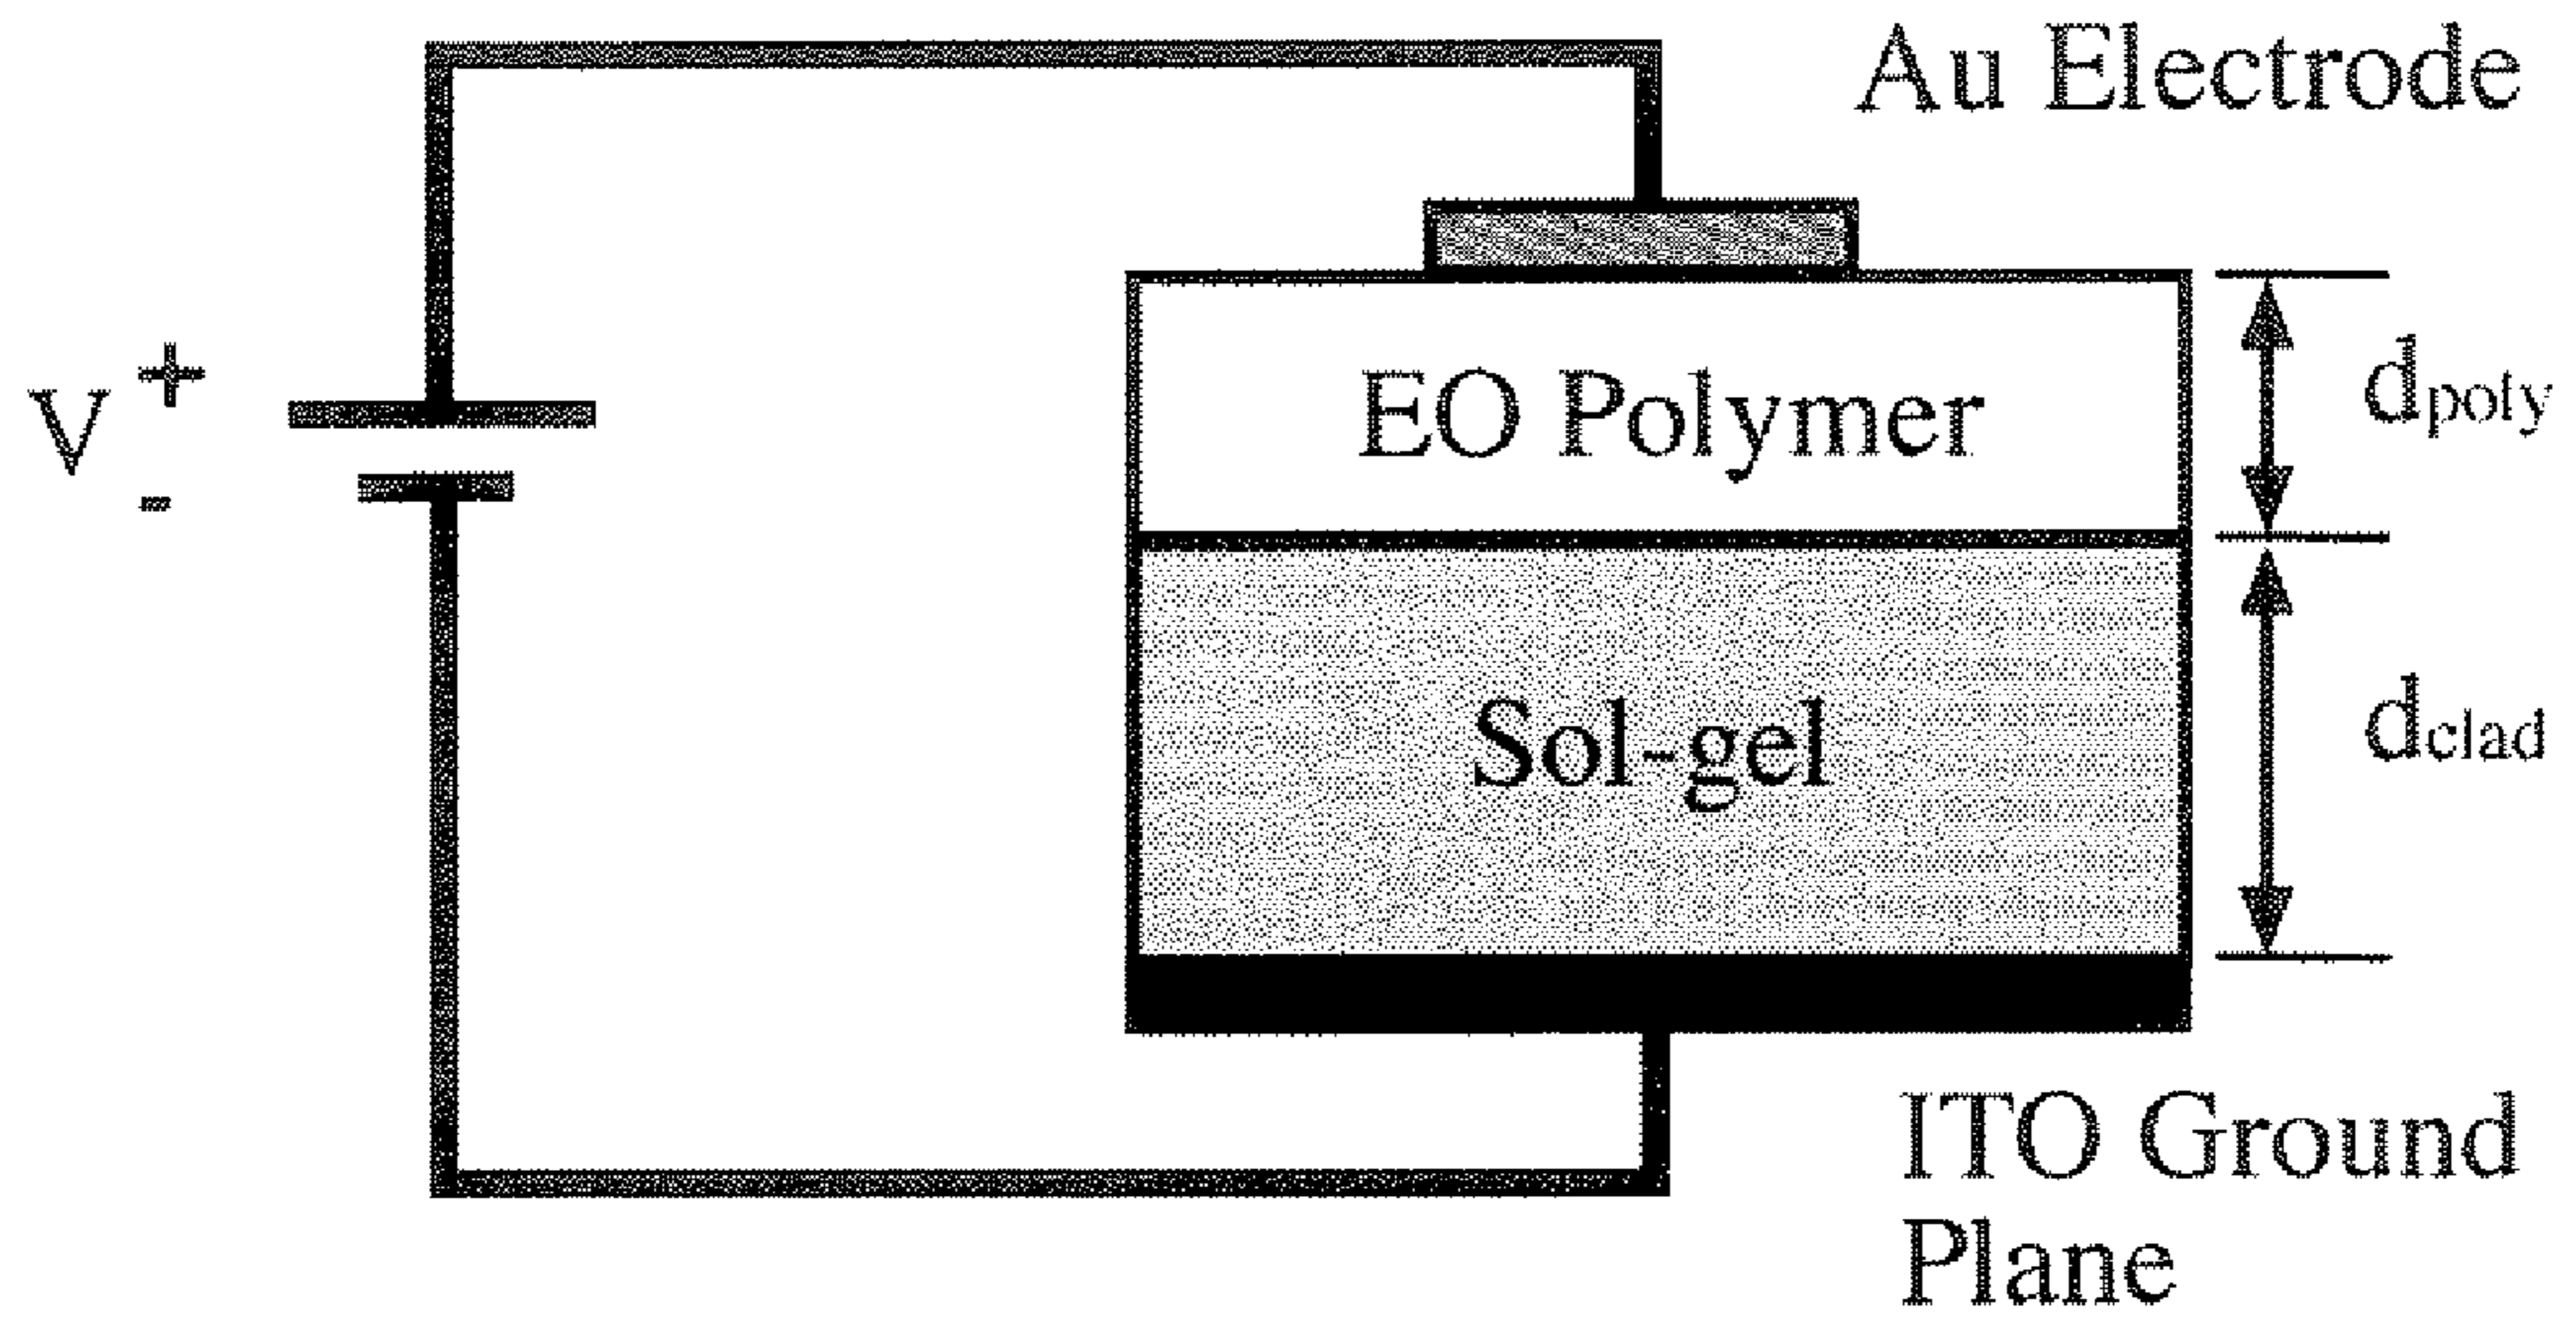 Au Electrode
V
+
-
EO Polymer
dpoly
Sol-gel
dclad
ITO Ground
Plane